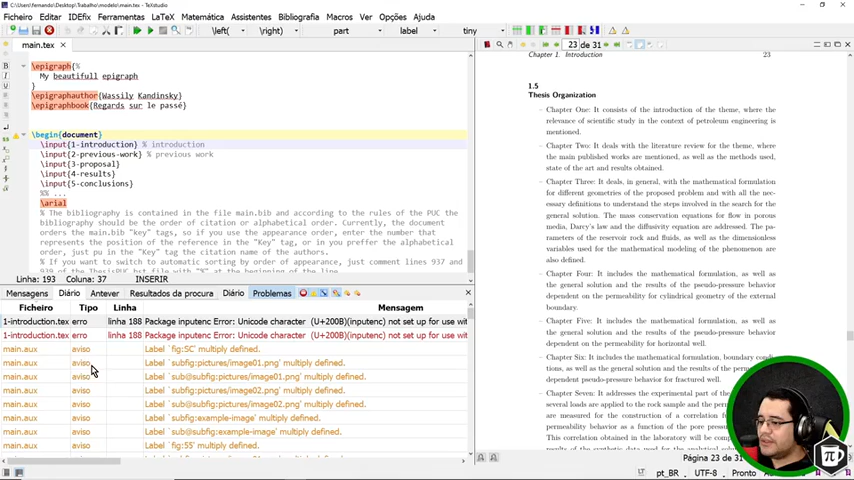 C:\Users\fernando\Desktop\Trabalho\modelo\main.tex - TeXstudio
Ficheiro Editar IDEfix Ferramentas LaTeX Matemática Assistentes Bibliografia Macros Ver Opções Ajuda
\left( \right) part label tiny
main.tex
23 de 31
\epigraph{%
My beautifull epigraph
}
\epigraphauthor{Wassily Kandinsky}
\epigraphbook{Regards sur le passé}
\begin{document}
\input{1-introduction} % introduction
\input{2-previous-work} % previous work
\input{3-proposal}
\input{4-results}
\input{5-conclusions}
%% ...
\arial
% The bibliography is contained in the file main.bib and according to the rules of the PUC the
bibliography should be the order of citation or alphabetical order. Currently, the document
orders the main.bib "key" tags, so if you use the appearance order, enter the number that
represents the position of the reference in the "Key" tag, or in you preffer the alphabetical
order, just pu in the "key" tag the citation name of the authors.
% If you want to switch to automatic sorting by order of appearance, just comment lines 937 and
939 of the ThesisPUC.bst file with "%" at the beginning of the line.
Linha: 193 Coluna: 37 INSERIR
Mensagens Diário Antever Resultados da procura Diário Problemas
Ficheiro Tipo Linha Mensagem
1-introduction.tex erro linha 188 Package inputenc Error: Unicode character (U+200B)(inputenc) not set up for use wit
1-introduction.tex erro linha 188 Package inputenc Error: Unicode character (U+200B)(inputenc) not set up for use wit
main.aux aviso Label `fig:SC' multiply defined.
main.aux aviso Label `subfig:pictures/image01.png' multiply defined.
main.aux aviso Label `sub@subfig:pictures/image01.png' multiply defined.
main.aux aviso Label `subfig:pictures/image02.png' multiply defined.
main.aux aviso Label `sub@subfig:pictures/image02.png' multiply defined.
main.aux aviso Label `subfig:example-image' multiply defined.
main.aux aviso Label `sub@subfig:example-image' multiply defined.
main.aux aviso Label `fig:55' multiply defined.
Chapter 1. Introduction 23
1.5
Thesis Organization
– Chapter One: It consists of the introduction of the theme, where the
relevance of scientific study in the context of petroleum engineering is
mentioned.
– Chapter Two: It deals with the literature review for the theme, where
the main published works are mentioned, as well as the methods used,
state of the art and results obtained.
– Chapter Three: It deals, in general, with the mathematical formulation
for different geometries of the proposed problem and with all the nec-
essary definitions to understand the steps involved in the search for the
general solution. The mass conservation equations for flow in porous
media, Darcy's law and the diffusivity equation are addressed. The pa-
rameters of the reservoir rock and fluids, as well as the dimensionless
variables used for the mathematical modeling of the phenomenon are
also defined.
– Chapter Four: It includes the mathematical formulation, as well as
the general solution and the results of the pseudo-pressure behavior
dependent on the permeability for cylindrical geometry of the external
boundary.
– Chapter Five: It includes the mathematical formulation, as well as
the general solution and the results of the pseudo-pressure behavior
dependent on the permeability for horizontal well.
– Chapter Six: It includes the mathematical formulation, boundary condi-
tions, as well as the general solution and the results of the
dependent pseudo-pressure behavior for fractured well.
– Chapter Seven: It addresses the experimental part of the
several loads are applied to the rock sample and the
are measured for the construction of a correlation
permeability behavior as a function of the pore
This correlation obtained in the laboratory will be
Página 23 de 31
pt_BR UTF-8 Pronto